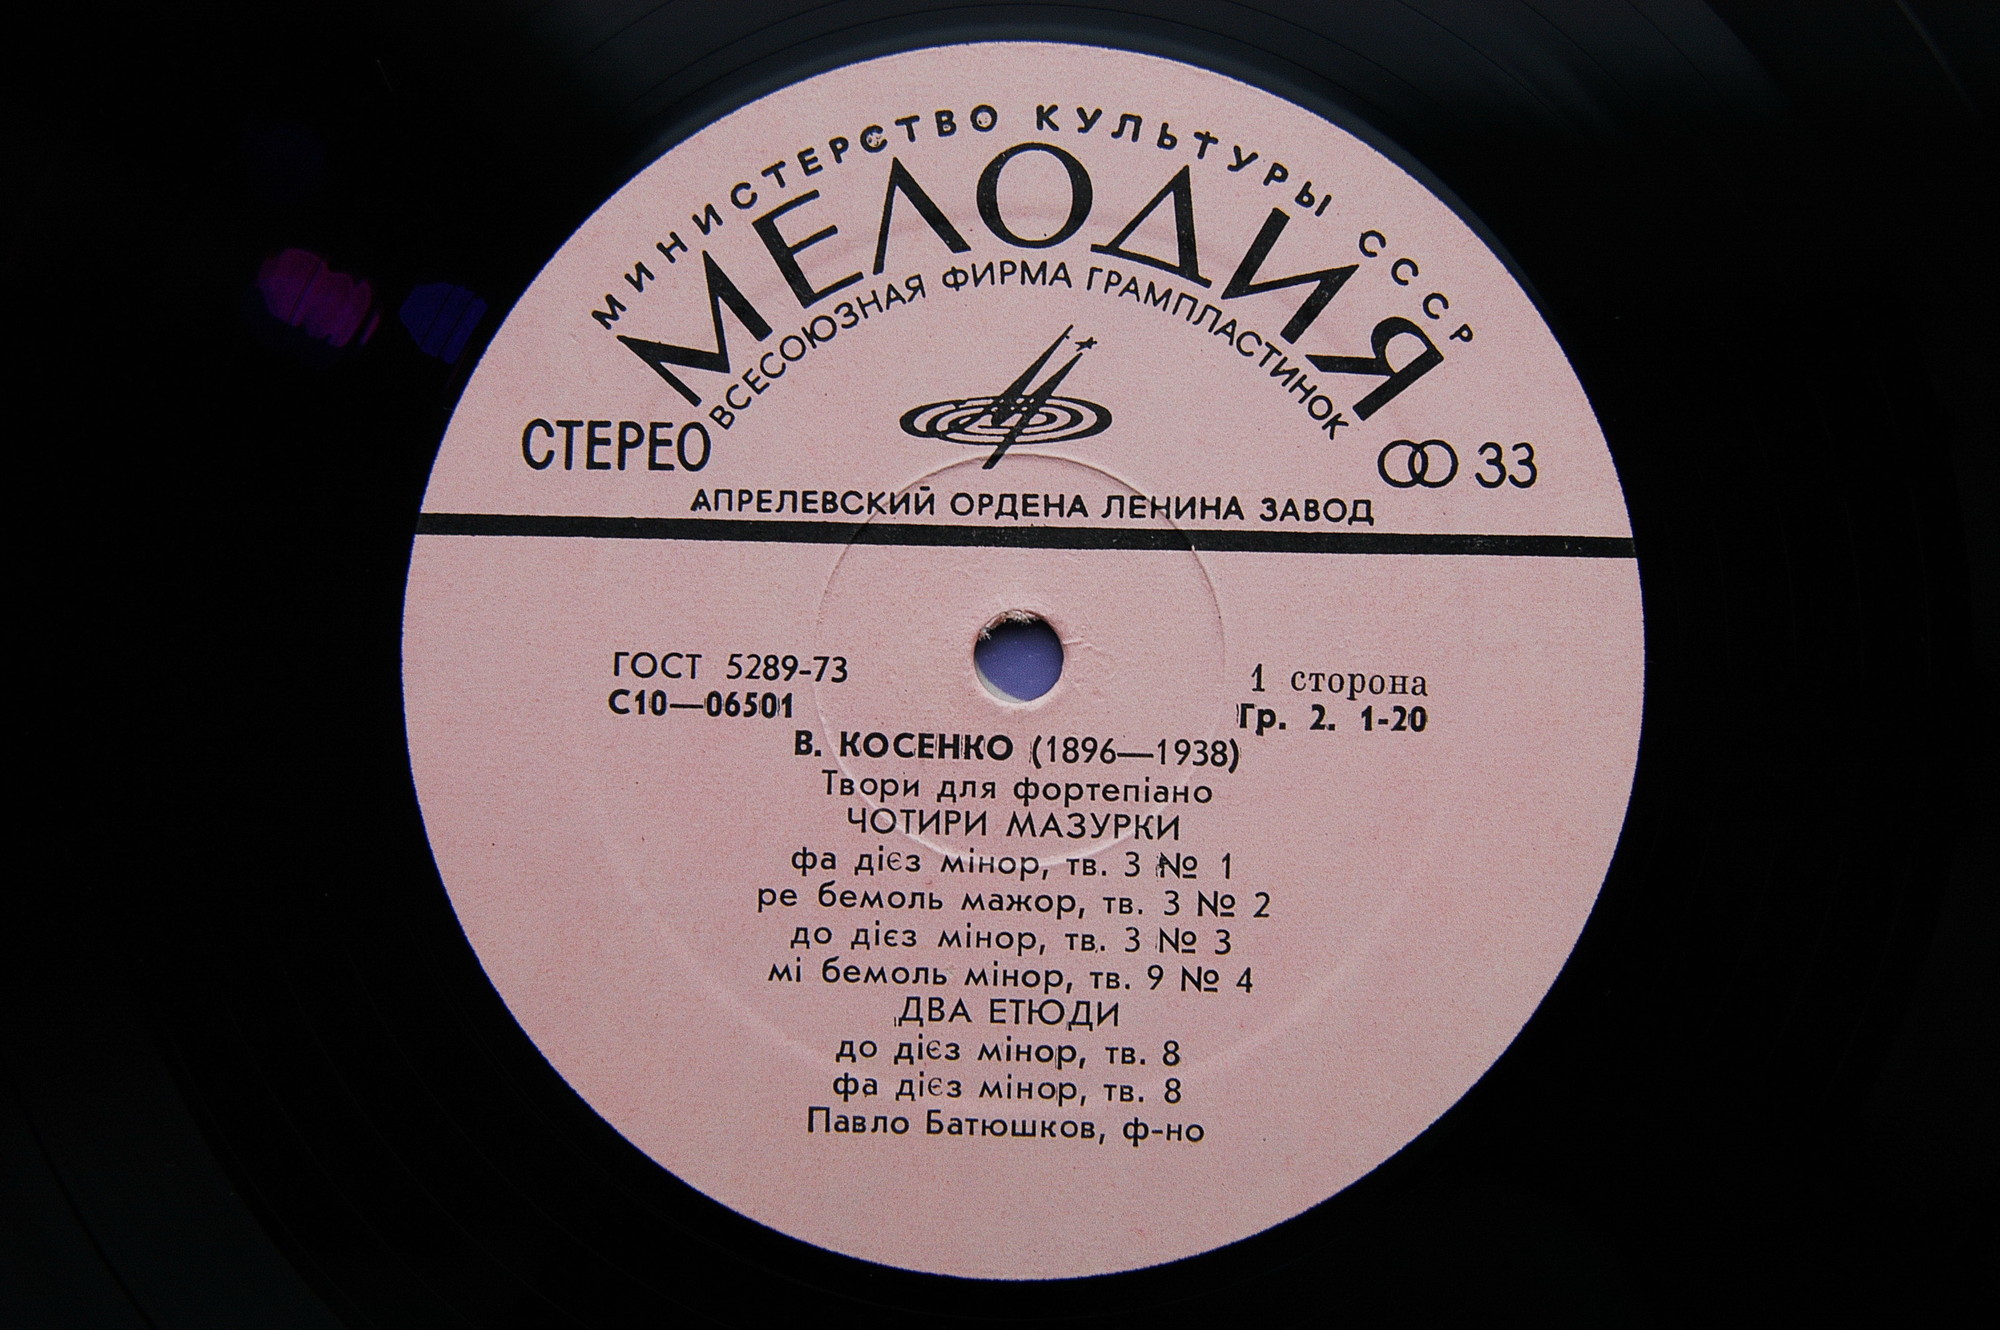 МИНИСТЕРСТВО КУЛЬТУРЫ СССР
МЕЛОДИЯ
ВСЕСОЮЗНАЯ ФИРМА ГРАМПЛАСТИНОК
СТЕРЕО
33
АПРЕЛЕВСКИЙ ОРДЕНА ЛЕНИНА ЗАВОД
ГОСТ 5289-73
С10—06501
1 сторона
Гр. 2. 1-20
В. КОСЕНКО (1896—1938)
Твори для фортепіано
ЧОТИРИ МАЗУРКИ
фа дієз мінор, тв. 3 № 1
ре бемоль мажор, тв. 3 № 2
до дієз мінор, тв. 3 № 3
мі бемоль мінор, тв. 9 № 4
ДВА ЕТЮДИ
до дієз мінор, тв. 8
фа дієз мінор, тв. 8
Павло Батюшков, ф-но